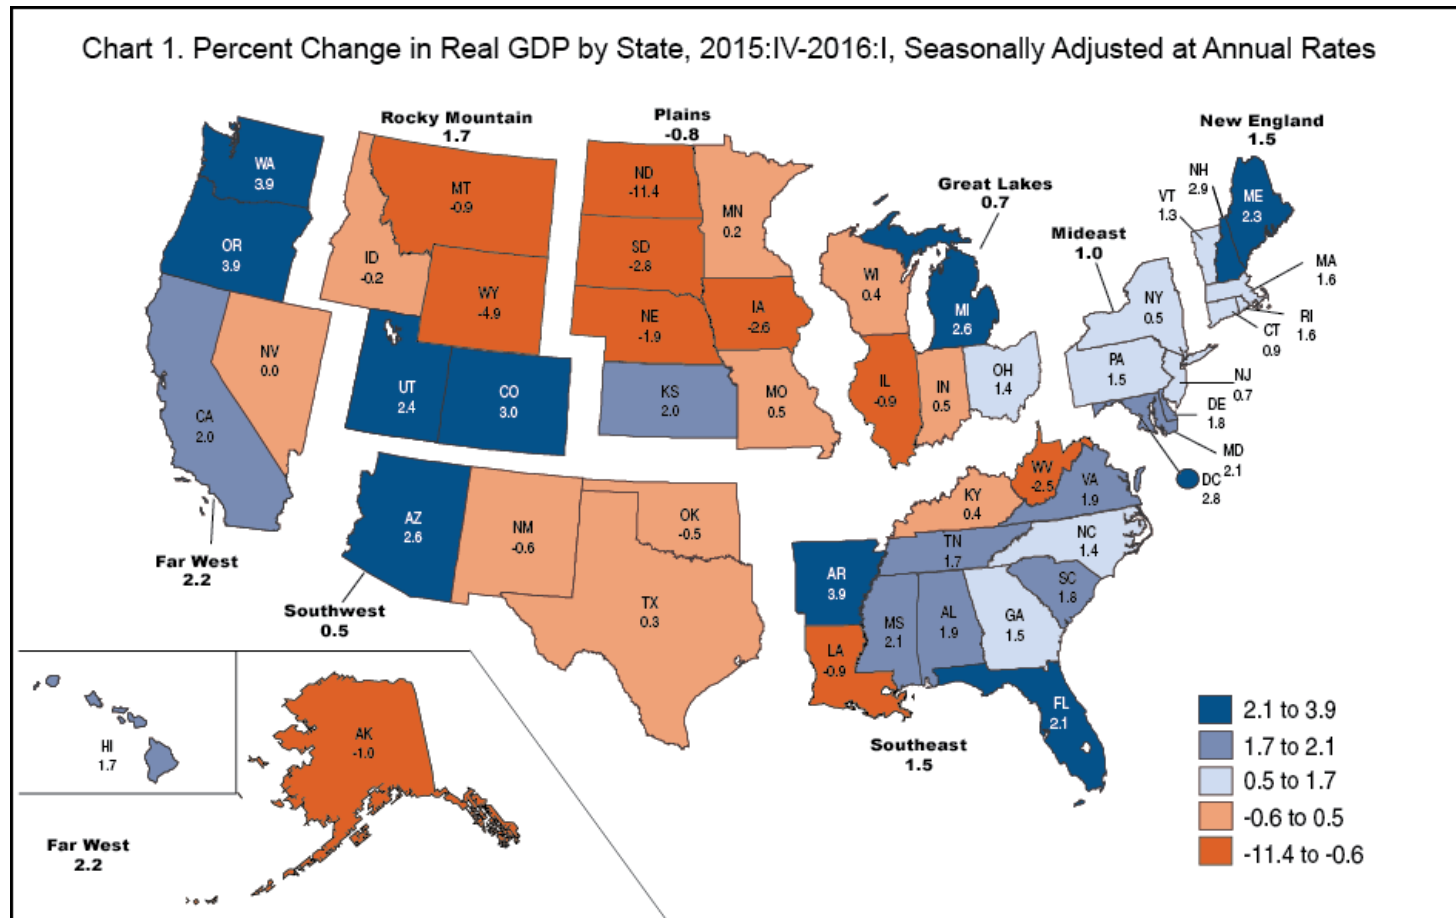 Chart 1. Percent Change in Real GDP by State, 2015:IV-2016:I, Seasonally Adjusted at Annual Rates
Rocky Mountain
1.7
Plains
-0.8
New England
1.5
Great Lakes
0.7
Mideast
1.0
Far West
2.2
Southwest
0.5
Southeast
1.5
Far West
2.2
WA
3.9
OR
3.9
CA
2.0
NV
0.0
ID
-0.2
MT
-0.9
WY
-4.9
UT
2.4
CO
3.0
ND
-11.4
SD
-2.8
NE
-1.9
KS
2.0
MN
0.2
IA
-2.6
MO
0.5
WI
0.4
MI
2.6
IL
-0.9
IN
0.5
OH
1.4
NH
2.9
VT
1.3
ME
2.3
MA
1.6
RI
1.6
CT
0.9
NY
0.5
PA
1.5
NJ
0.7
DE
1.8
MD
2.1
DC
2.8
AZ
2.6
NM
-0.6
OK
-0.5
TX
0.3
AR
3.9
LA
-0.9
KY
0.4
WV
-2.5
VA
1.9
TN
1.7
NC
1.4
SC
1.8
MS
2.1
AL
1.9
GA
1.5
FL
2.1
HI
1.7
AK
-1.0
2.1 to 3.9
1.7 to 2.1
0.5 to 1.7
-0.6 to 0.5
-11.4 to -0.6